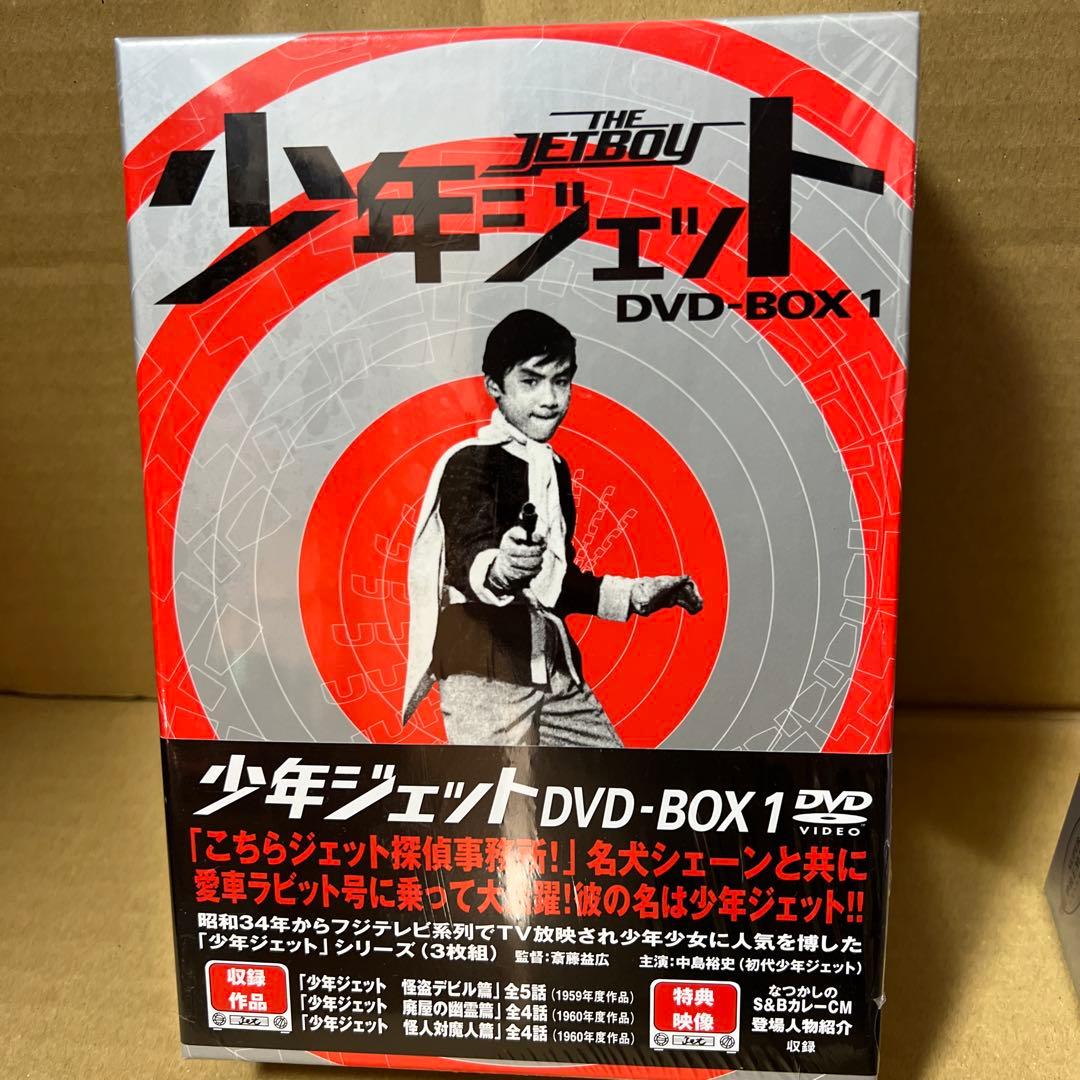 THE
JETBOY
少年ジェット
DVD-BOX 1
少年ジェット DVD-BOX 1 DVD
VIDEO
「こちらジェット探偵事務所!」名犬シェーンと共に
愛車ラビット号に乗って大活躍!彼の名は少年ジェット!!
昭和34年からフジテレビ系列でTV放映され少年少女に人気を博した
「少年ジェット」シリーズ(3枚組) 監督:斎藤益広 主演:中島裕史(初代少年ジェット)
収録
作品
Jet
「少年ジェット 怪盗デビル篇」全5話(1959年度作品)
「少年ジェット 廃屋の幽霊篇」全4話(1960年度作品)
「少年ジェット 怪人対魔人篇」全4話(1960年度作品)
特典
映像
Jet
なつかしの
S&BカレーCM
登場人物紹介
収録